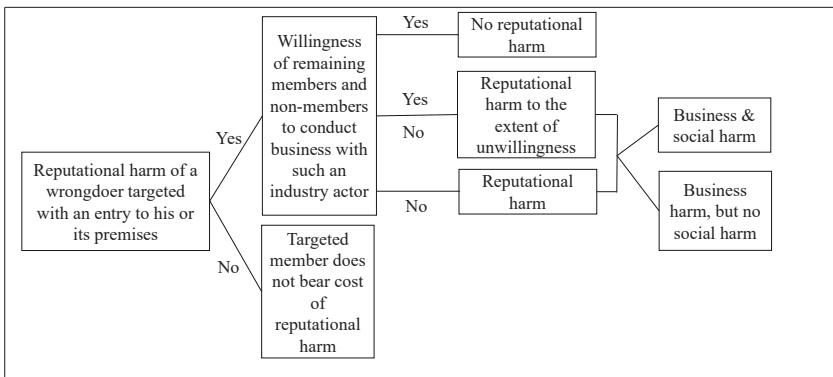 Reputational harm of a
wrongdoer targeted
with an entry to his or
its premises
Yes
No
Willingness
of remaining
members and
non-members
to conduct
business with
such an
industry actor
Targeted
member does
not bear cost
of
reputational
harm
Yes
Yes
No
No
No reputational
harm
Reputational
harm to the
extent of
unwillingness
Reputational
harm
Business &
social harm
Business
harm, but no
social harm